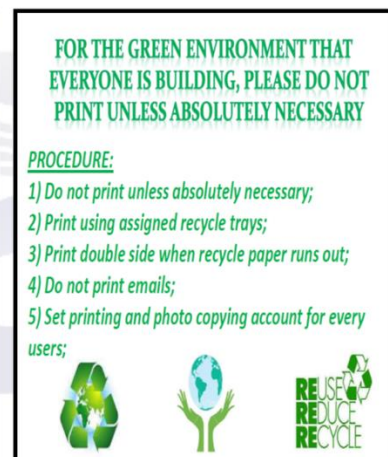 FOR THE GREEN ENVIRONMENT THAT
EVERYONE IS BUILDING, PLEASE DO NOT
PRINT UNLESS ABSOLUTELY NECESSARY
PROCEDURE:
1) Do not print unless absolutely necessary;
2) Print using assigned recycle trays;
3) Print double side when recycle paper runs out;
4) Do not print emails;
5) Set printing and photo copying account for every
users;
REUSE
REDUCE
RECYCLE